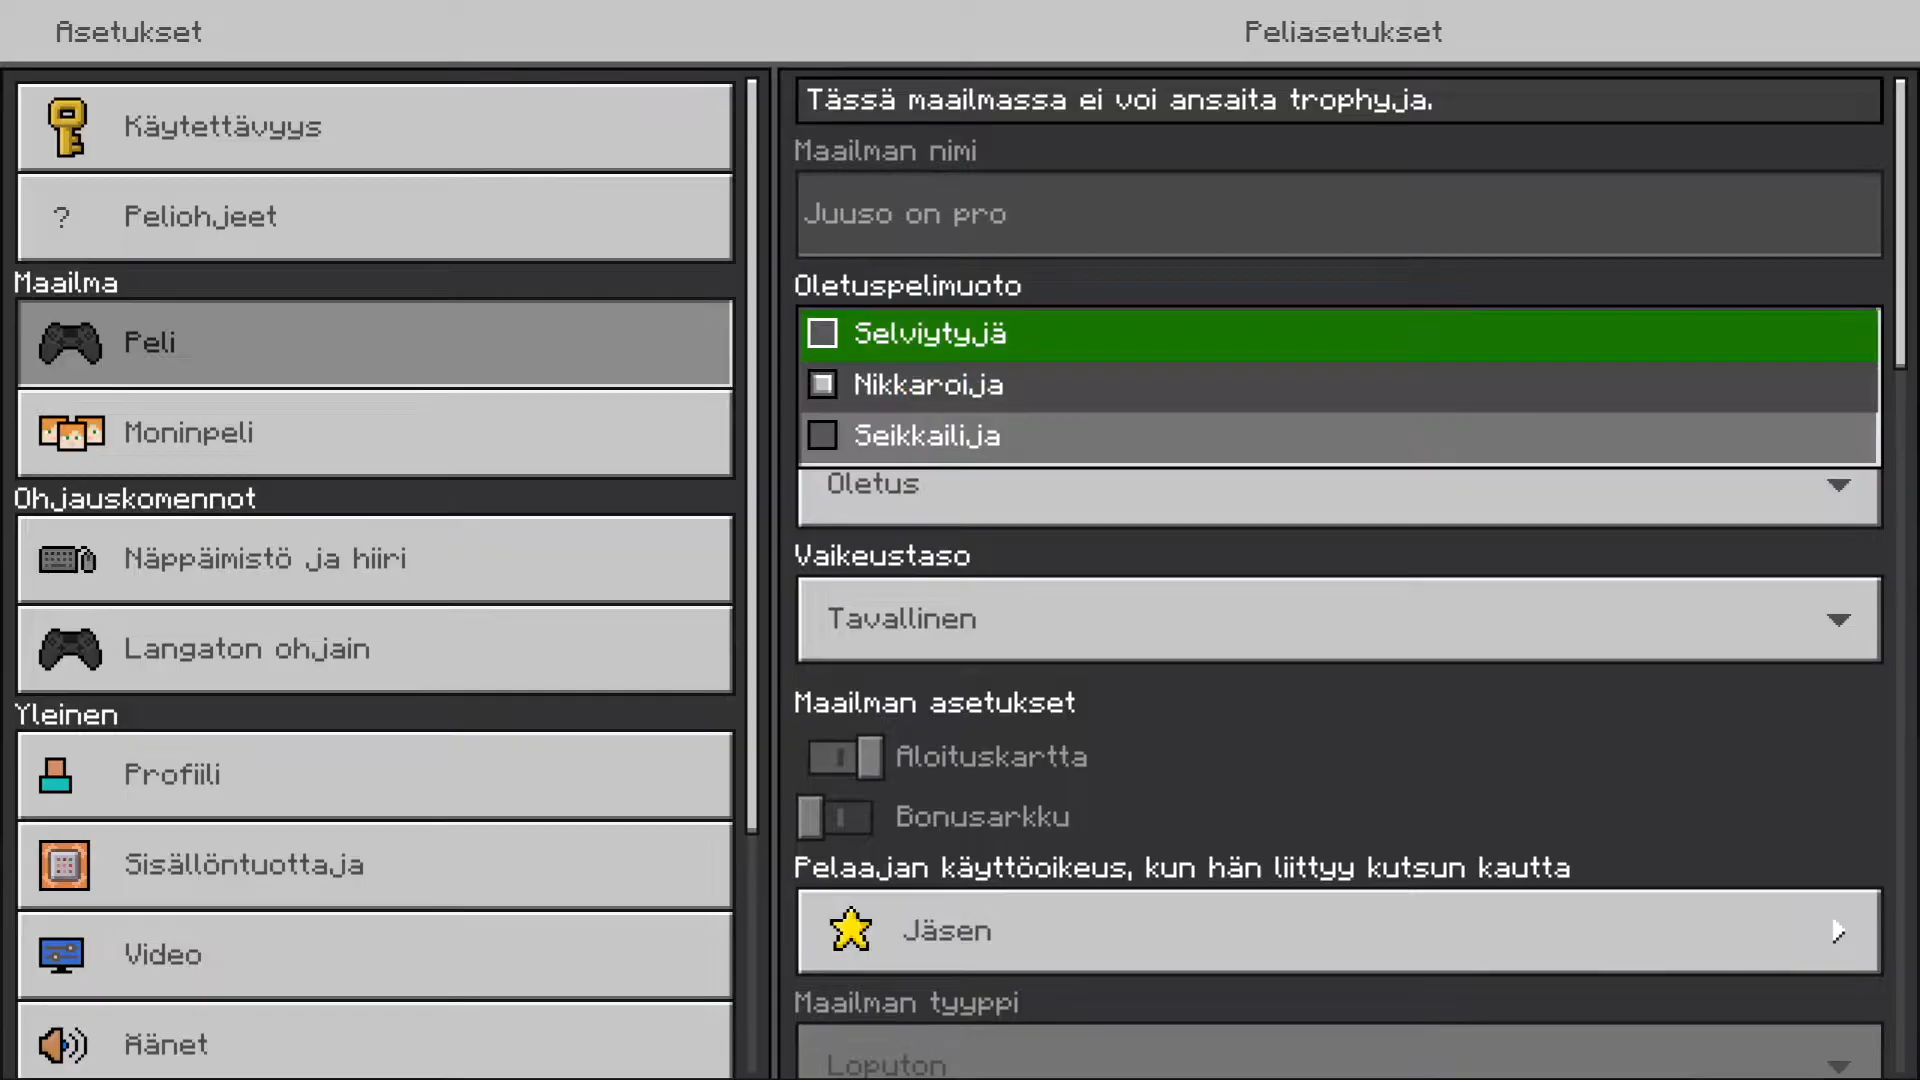 Asetukset
Peliasetukset
Käytettävyys
? Peliohjeet
Maailma
Peli
Moninpeli
Ohjauskomennot
Näppäimistö ja hiiri
Langaton ohjain
Yleinen
Profiili
Sisällöntuottaja
Video
Äänet
Tässä maailmassa ei voi ansaita trophyja.
Maailman nimi
Juuso on pro
Oletuspelimuoto
Selviytyjä
Nikkaroija
Seikkailija
Oletus
Vaikeustaso
Tavallinen
Maailman asetukset
Aloituskartta
Bonusarkku
Pelaajan käyttöoikeus, kun hän liittyy kutsun kautta
Jäsen
Maailman tyyppi
Loputon